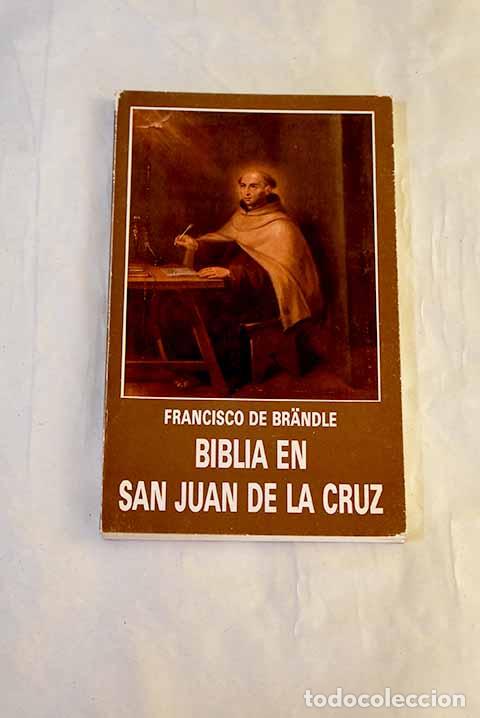 FRANCISCO DE BRÄNDLE
BIBLIA EN
SAN JUAN DE LA CRUZ
todocoleccion